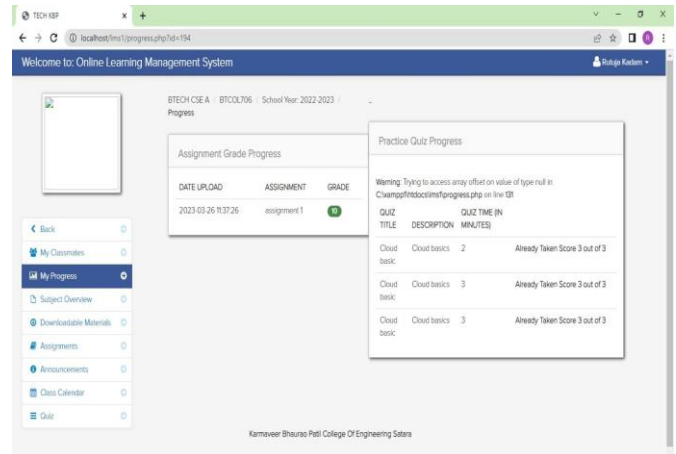 TECH KBP
localhost/lms1/progress.php?id=194
Welcome to: Online Learning Management System
Rutuja Kadam
BTECH CSE A / BTCOL706 / School Year: 2022-2023 /
Progress
Assignment Grade Progress
DATE UPLOAD ASSIGNMENT GRADE
2023-03-26 11:37:26 assignment 1 10
Practice Quiz Progress
Warning: Trying to access array offset on value of type null in
C:\xampp1\htdocs\lms1\progress.php on line 131
QUIZ TITLE DESCRIPTION QUIZ TIME (IN MINUTES)
Cloud basic Cloud basics 2 Already Taken Score 3 out of 3
Cloud basic Cloud basics 3 Already Taken Score 3 out of 3
Cloud basic Cloud basics 3 Already Taken Score 3 out of 3
Back
My Classmates
My Progress
Subject Overview
Downloadable Materials
Assignments
Announcements
Class Calendar
Quiz
Karmaveer Bhaurao Patil College Of Engineering Satara